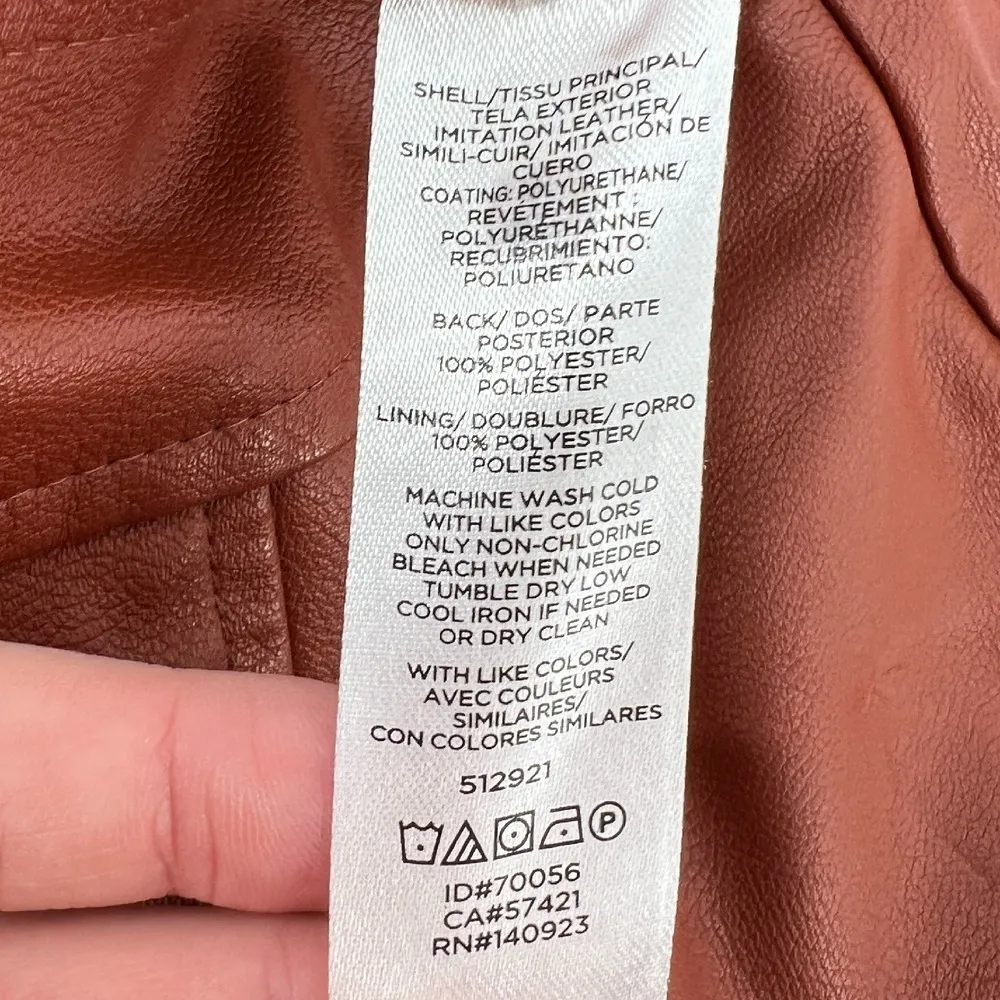 SHELL/TISSU PRINCIPAL/
TELA EXTERIOR
IMITATION LEATHER/
SIMILI-CUIR/ IMITACIÓN DE
CUERO
COATING: POLYURETHANE/
REVÉTEMENT :
POLYURÉTHANNE/
RECUBRIMIENTO:
POLIURETANO
BACK/ DOS/ PARTE
POSTERIOR
100% POLYESTER/
POLIÉSTER
LINING/ DOUBLURE/ FORRO
100% POLYESTER/
POLIÉSTER
MACHINE WASH COLD
WITH LIKE COLORS
ONLY NON-CHLORINE
BLEACH WHEN NEEDED
TUMBLE DRY LOW
COOL IRON IF NEEDED
OR DRY CLEAN
WITH LIKE COLORS/
AVEC COULEURS
SIMILAIRES/
CON COLORES SIMILARES
512921
P
ID#70056
CA#57421
RN#140923